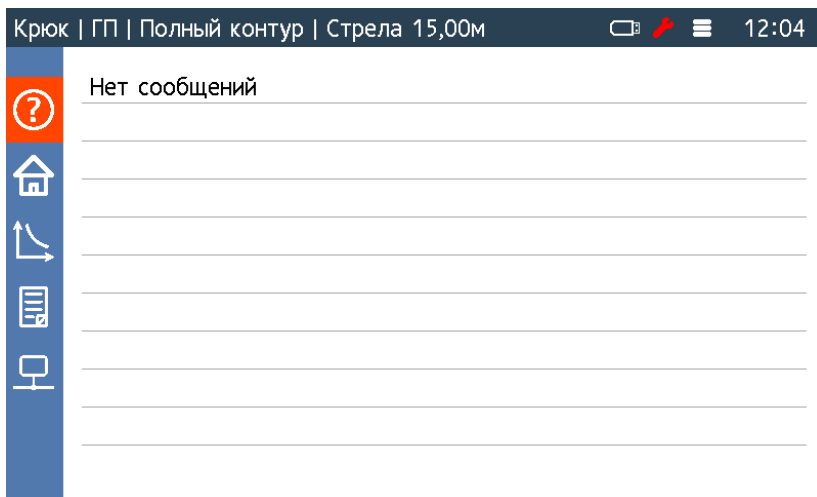 Крюк | ГП | Полный контур | Стрела 15,00м 12:04
Нет сообщений